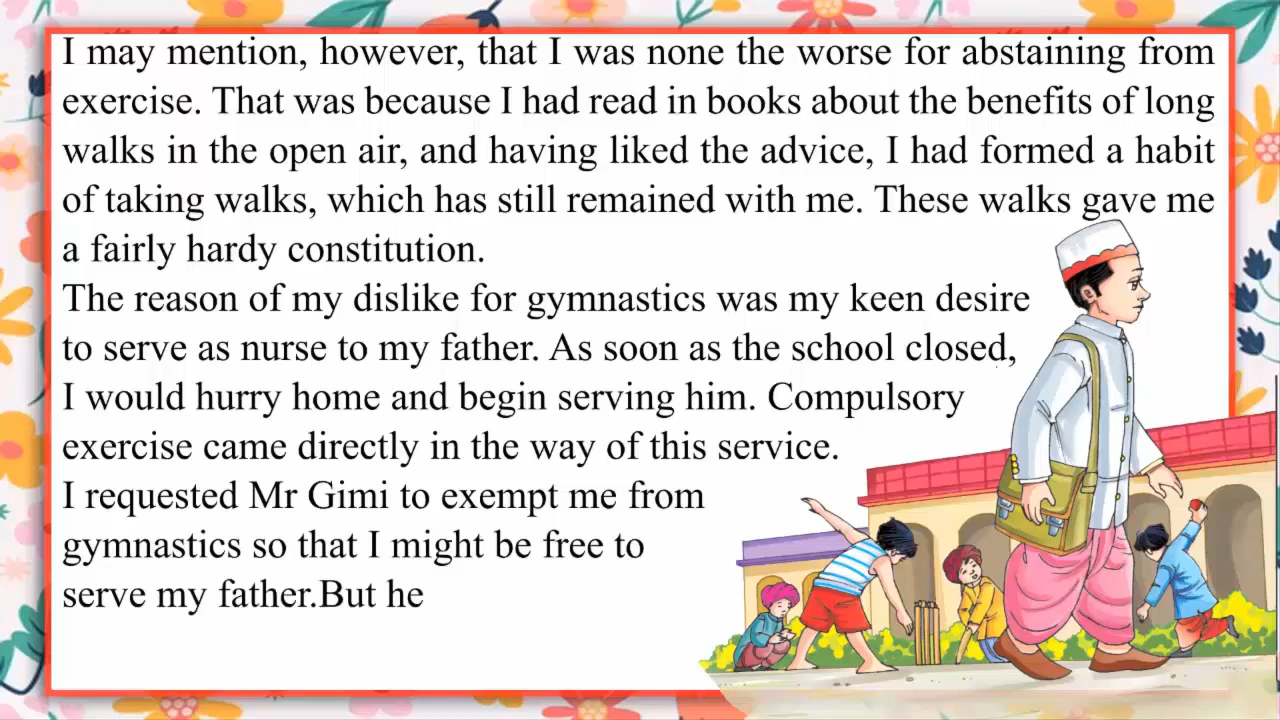 I may mention, however, that I was none the worse for abstaining from
exercise. That was because I had read in books about the benefits of long
walks in the open air, and having liked the advice, I had formed a habit
of taking walks, which has still remained with me. These walks gave me
a fairly hardy constitution.
The reason of my dislike for gymnastics was my keen desire
to serve as nurse to my father. As soon as the school closed,
I would hurry home and begin serving him. Compulsory
exercise came directly in the way of this service.
I requested Mr Gimi to exempt me from
gymnastics so that I might be free to
serve my father.But he